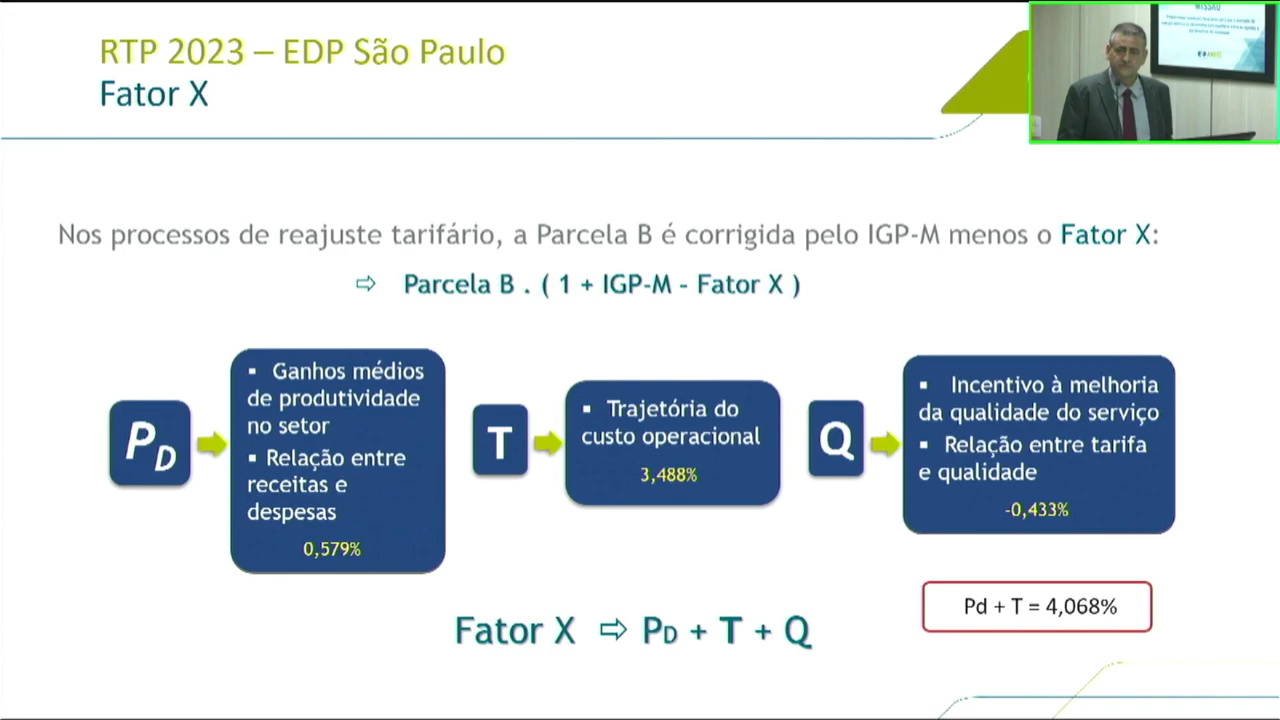 RTP 2023 – EDP São Paulo
Fator X
MISSÃO
ANEEL
Nos processos de reajuste tarifário, a Parcela B é corrigida pelo IGP-M menos o Fator X:
⇨ Parcela B . ( 1 + IGP-M - Fator X )
PD
▪ Ganhos médios
de produtividade
no setor
▪ Relação entre
receitas e
despesas
0,579%
T
▪ Trajetória do
custo operacional
3,488%
Q
▪ Incentivo à melhoria
da qualidade do serviço
▪ Relação entre tarifa
e qualidade
-0,433%
Pd + T = 4,068%
Fator X ⇨ PD + T + Q